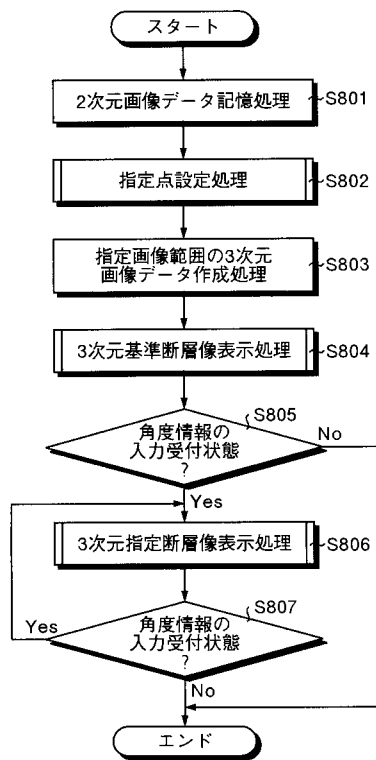 スタート
2次元画像データ記憶処理
S801
指定点設定処理
S802
指定画像範囲の3次元
画像データ作成処理
S803
3次元基準断層像表示処理
S804
S805
角度情報の
入力受付状態
?
No
Yes
3次元指定断層像表示処理
S806
S807
角度情報の
入力受付状態
?
Yes
No
エンド